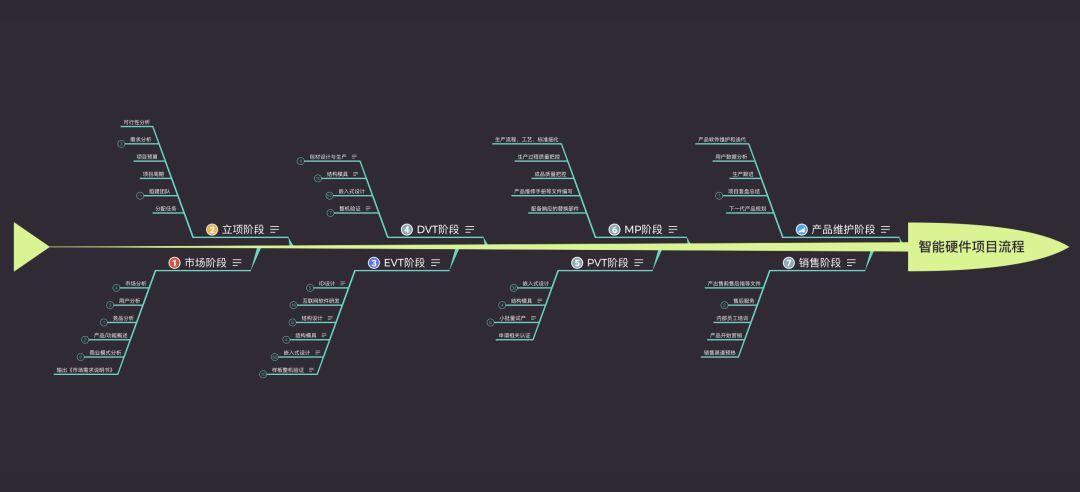 可行性分析
需求分析
项目预算
项目周期
组建团队
分配任务
2 立项阶段
包材设计与生产
结构模具
嵌入式设计
整机验证
4 DVT阶段
生产流程、工艺、标准细化
生产过程质量把控
成品质量把控
产品维修手册等文件编写
配备响应的替换部件
6 MP阶段
产品软件维护和迭代
用户数据分析
生产跟进
项目复盘总结
下一代产品规划
产品维护阶段
智能硬件项目流程
1 市场阶段
市场分析
用户分析
竞品分析
产品/功能概述
商业模式分析
输出《市场需求说明书》
3 EVT阶段
ID设计
互联网软件研发
结构设计
结构模具
嵌入式设计
样板整机验证
5 PVT阶段
嵌入式设计
结构模具
小批量试产
申请相关认证
7 销售阶段
产出售前售后指导文件
售后服务
内部员工培训
产品开始营销
销售渠道预热